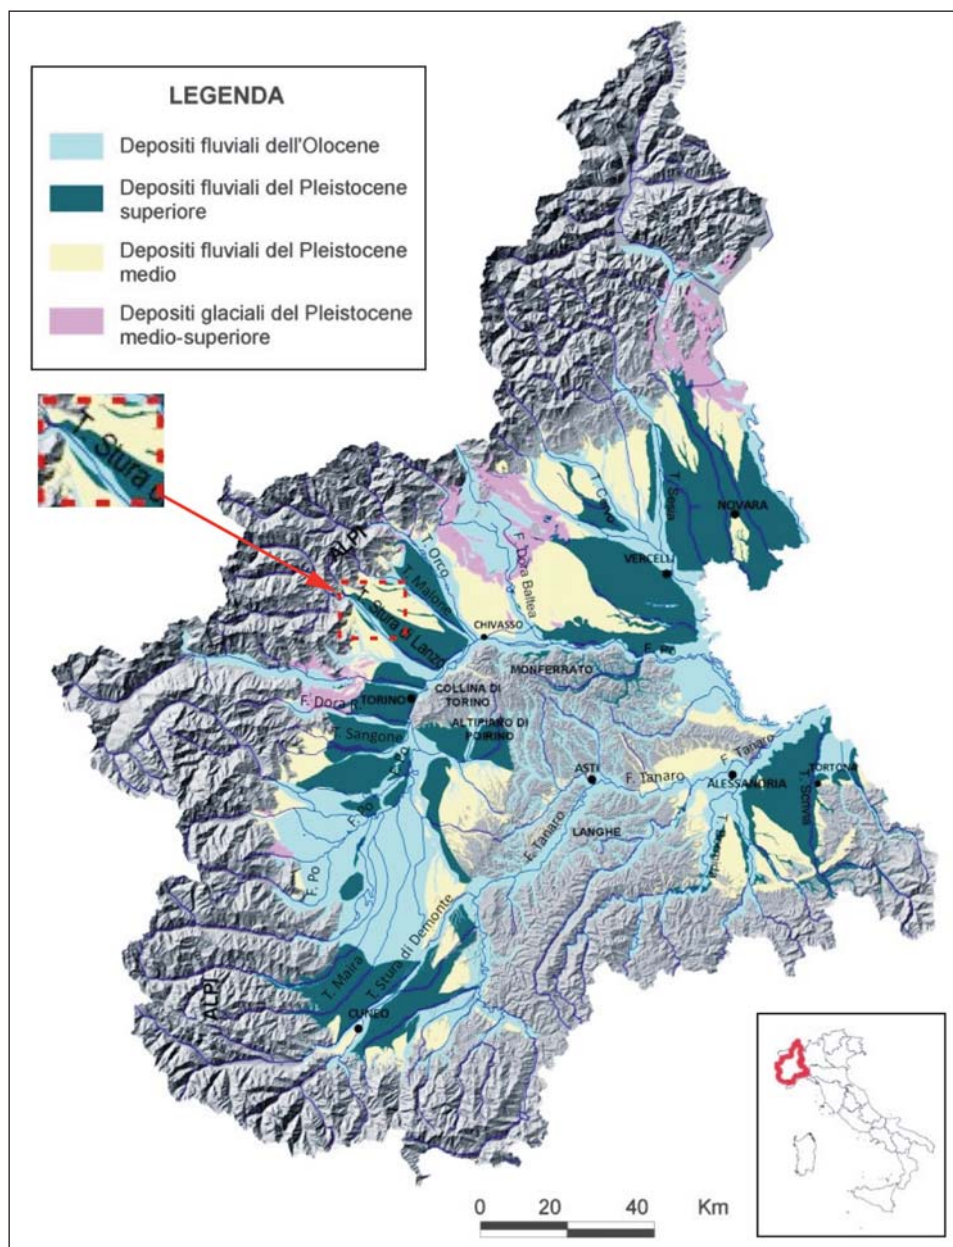 LEGENDA
Depositi fluviali dell'Olocene
Depositi fluviali del Pleistocene
superiore
Depositi fluviali del Pleistocene
medio
Depositi glaciali del Pleistocene
medio-superiore
T. Stura d
ALPI
T. Orco
T. Malone
T. Stura di Lanzo
F. Dora Baltea
T. Cervo
T. Sesia
NOVARA
VERCELLI
CHIVASSO
F. Po
MONFERRATO
F. Dora R.
TORINO
COLLINA DI
TORINO
T. Sangone
F. Po
ALTIPIANO DI
POIRINO
F. Po
F. Po
ASTI
F. Tanaro
F. Tanaro
ALESSANDRIA
TORTONA
T. Scrivia
F. Tanaro
LANGHE
T. Maira
T. Stura di Demonte
CUNEO
ALPI
0 20 40 Km